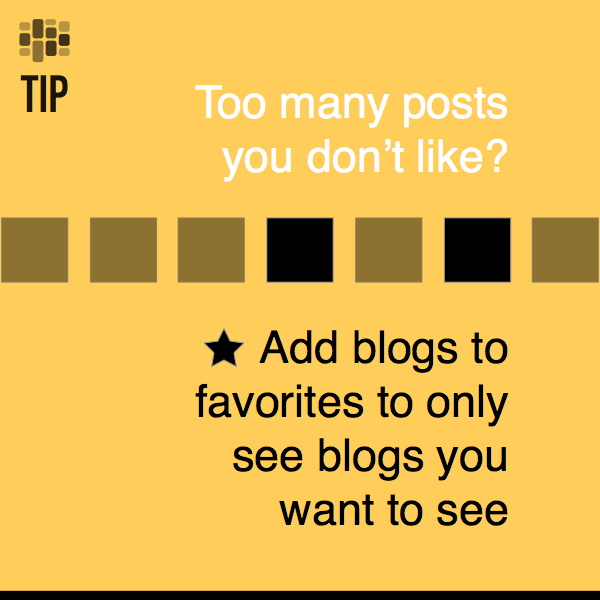 TIP
Too many posts
you don’t like?
★ Add blogs to
favorites to only
see blogs you
want to see